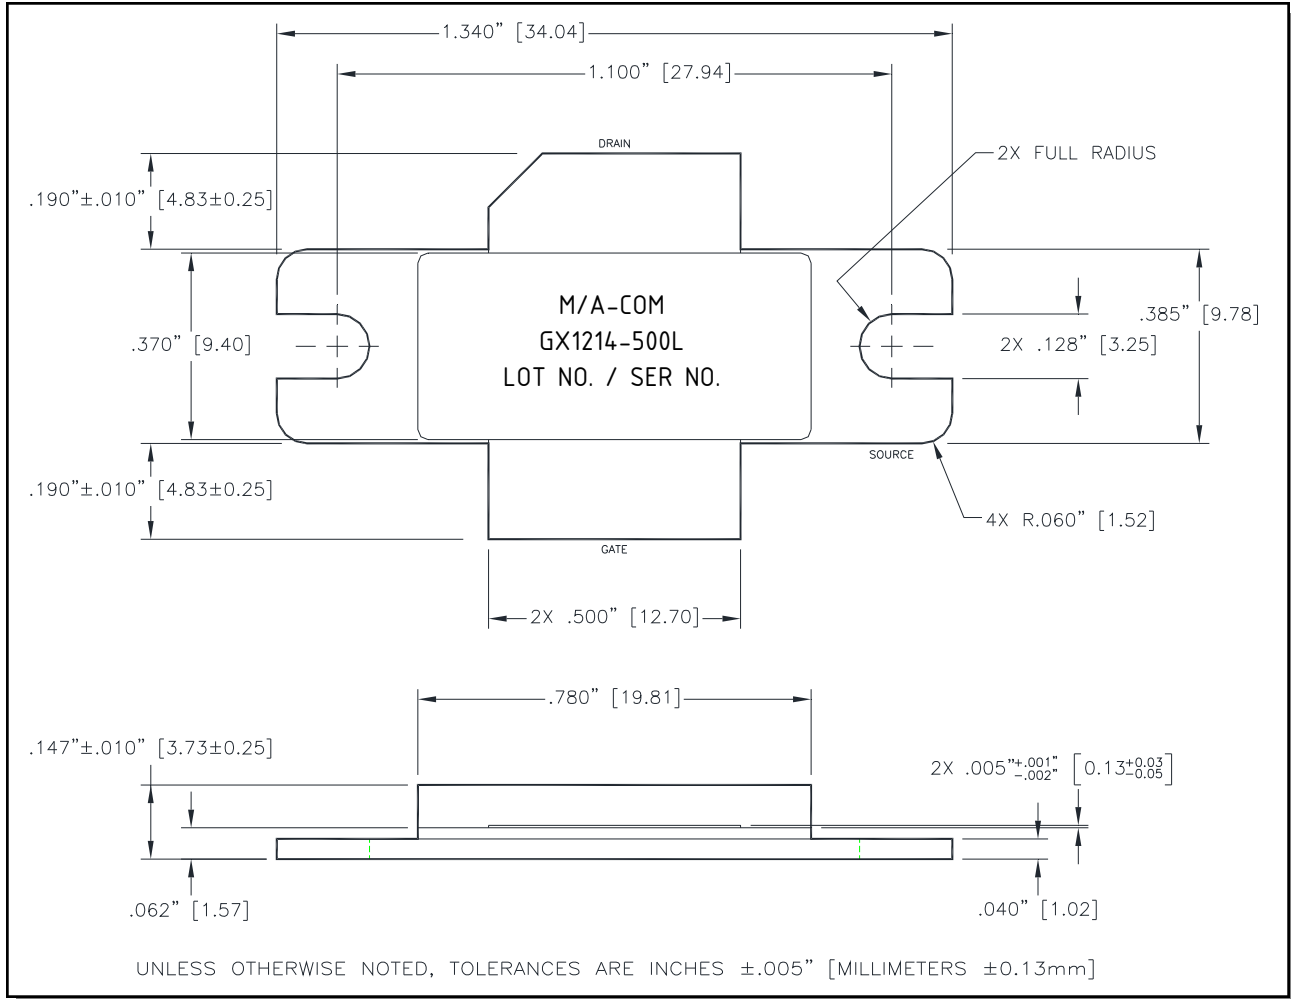 1.340” [34.04]
1.100” [27.94]
DRAIN
2X FULL RADIUS
.190”±.010” [4.83±0.25]
M/A-COM
GX1214-500L
LOT NO. / SER NO.
.370” [9.40]
.385” [9.78]
2X .128” [3.25]
SOURCE
.190”±.010” [4.83±0.25]
4X R.060” [1.52]
GATE
2X .500” [12.70]
.780” [19.81]
.147”±.010” [3.73±0.25]
2X .005”+.001” -.002” [0.13+0.03 -0.05]
.062” [1.57]
.040” [1.02]
UNLESS OTHERWISE NOTED, TOLERANCES ARE INCHES ±.005” [MILLIMETERS ±0.13mm]